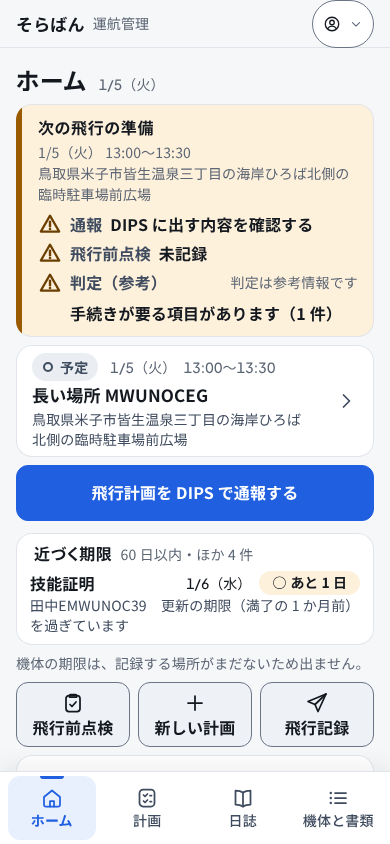 そらばん 運航管理
ホーム 1/5（火）
次の飛行の準備
1/5（火） 13:00〜13:30
鳥取県米子市皆生温泉三丁目の海岸ひろば北側の
臨時駐車場前広場
通報 DIPS に出す内容を確認する
飛行前点検 未記録
判定（参考） 判定は参考情報です
手続きが要る項目があります（1 件）
予定 1/5（火） 13:00〜13:30
長い場所 MWUNOCEG
鳥取県米子市皆生温泉三丁目の海岸ひろば
北側の臨時駐車場前広場
飛行計画を DIPS で通報する
近づく期限 60 日以内・ほか 4 件
技能証明 1/6（水） あと 1 日
田中EMWUNOC39 更新の期限（満了の 1 か月前）
を過ぎています
機体の期限は、記録する場所がまだないため出ません。
飛行前点検 新しい計画 飛行記録
ホーム 計画 日誌 機体と書類